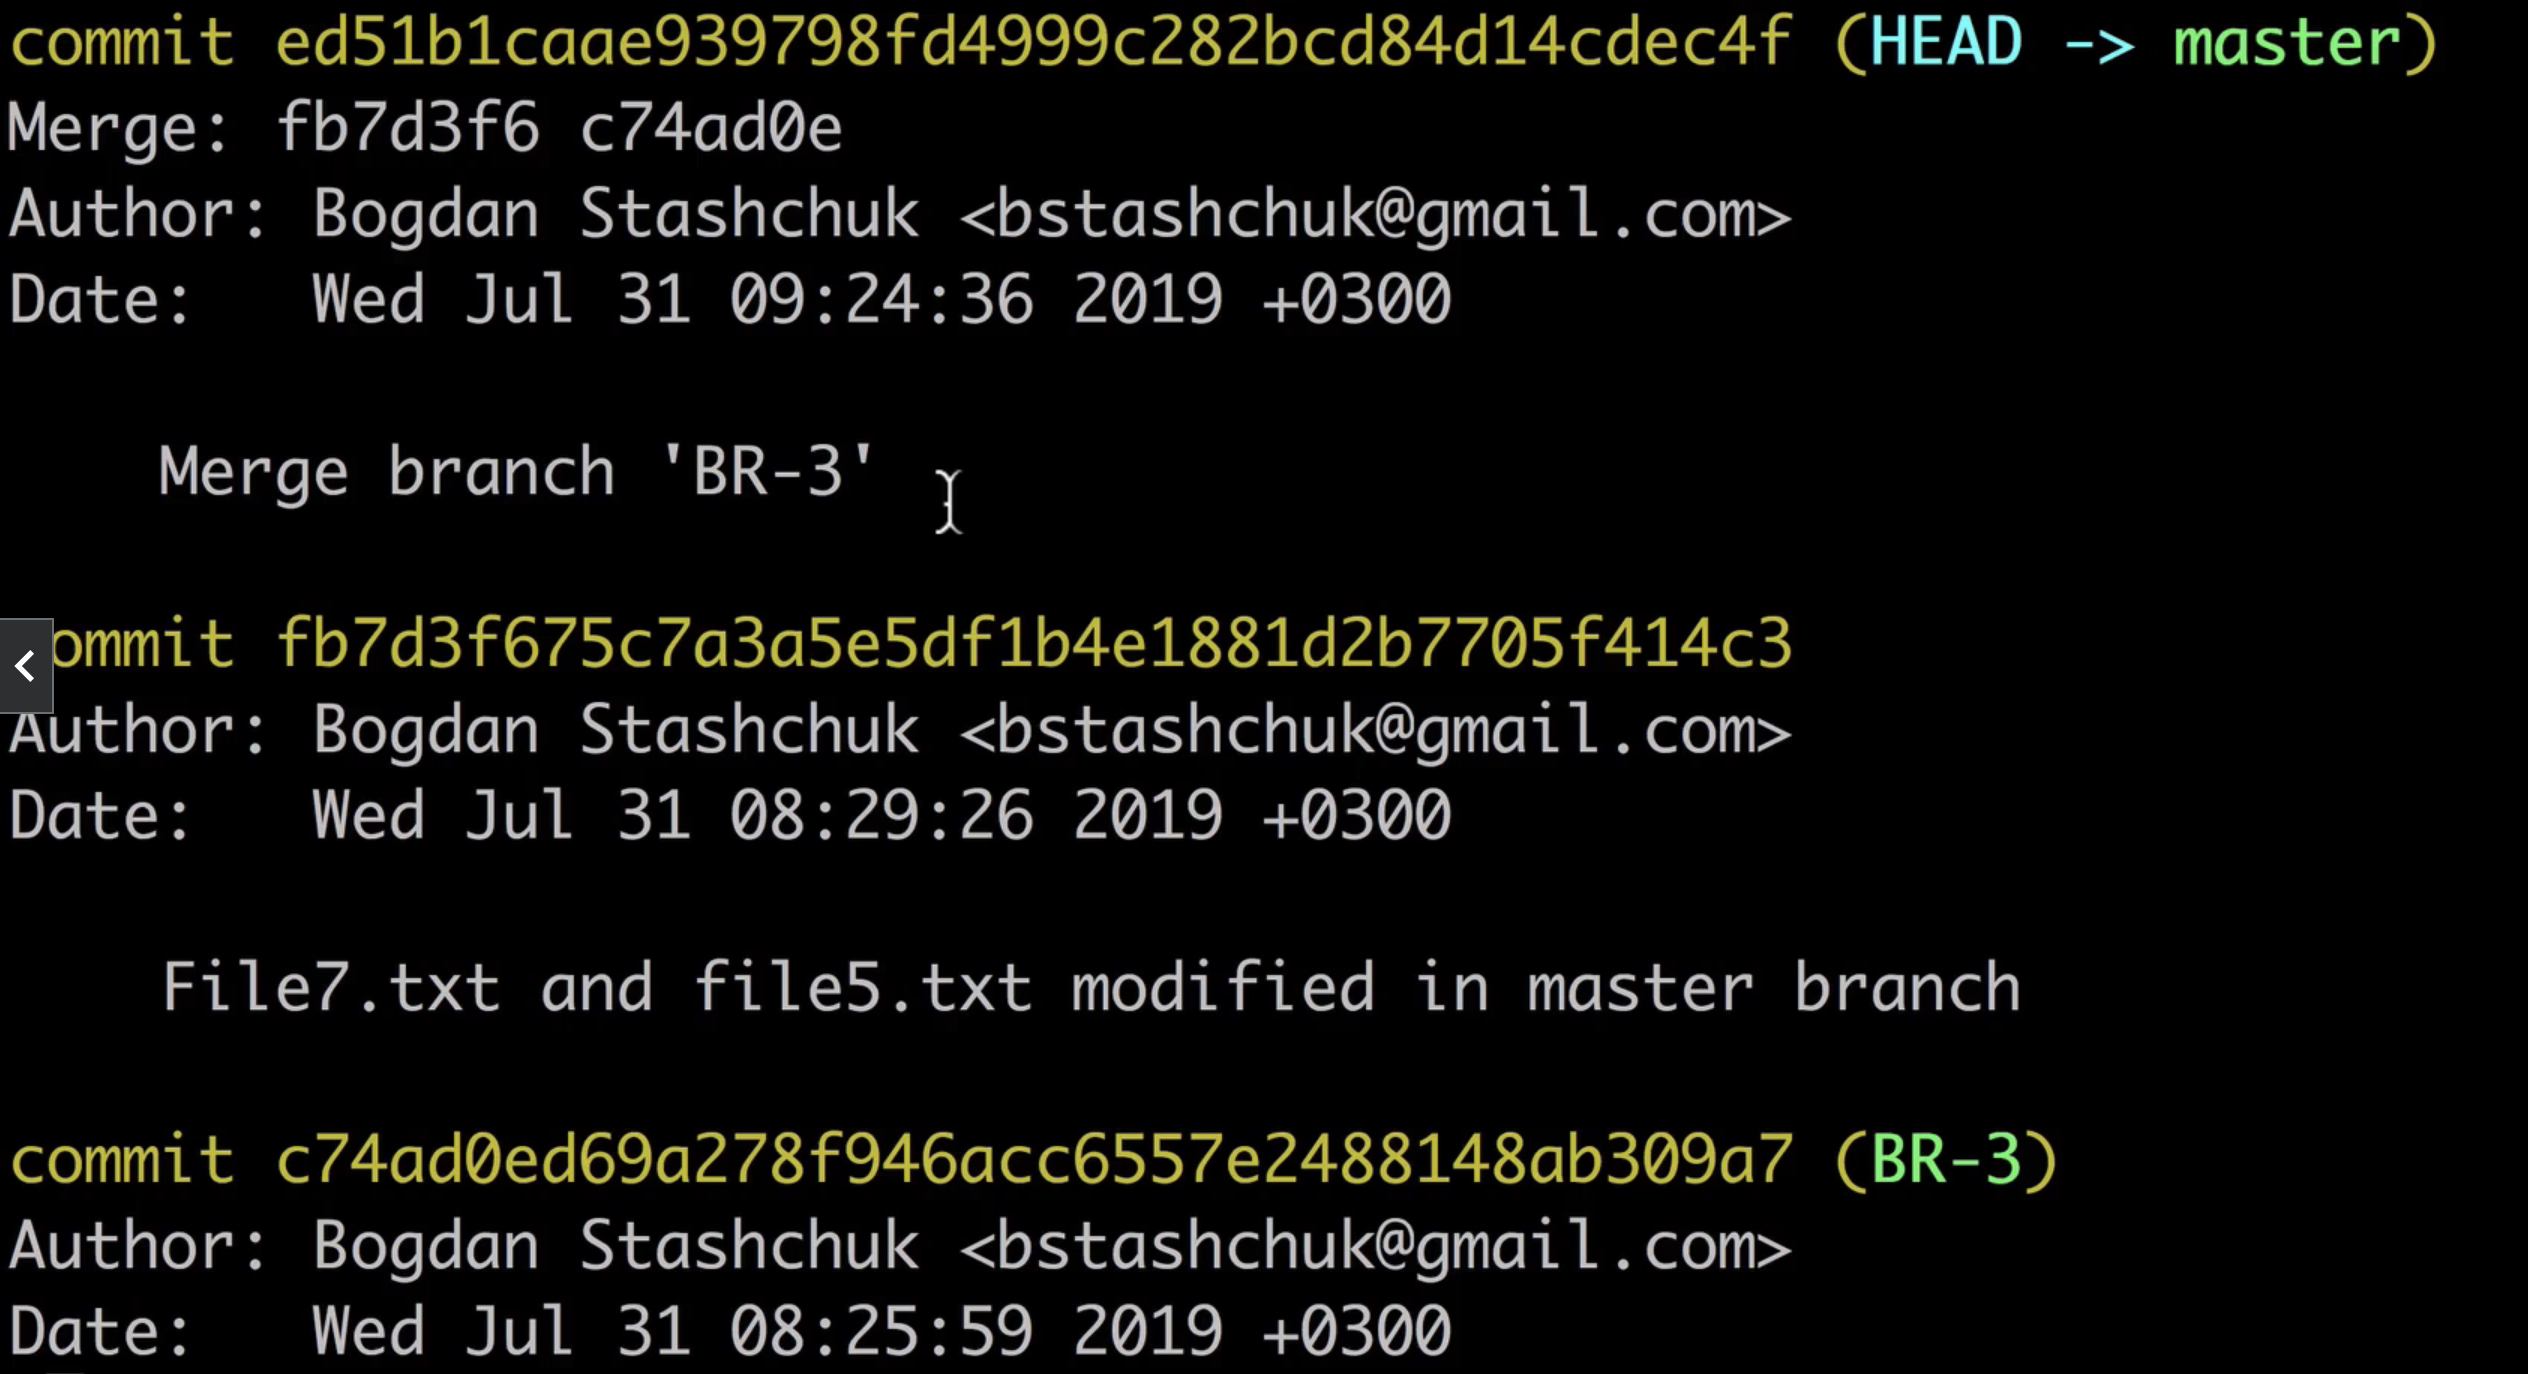 commit ed51b1caae939798fd4999c282bcd84d14cdec4f (HEAD -> master)
Merge: fb7d3f6 c74ad0e
Author: Bogdan Stashchuk <bstashchuk@gmail.com>
Date:   Wed Jul 31 09:24:36 2019 +0300
Merge branch 'BR-3'
ommit fb7d3f675c7a3a5e5df1b4e1881d2b7705f414c3
Author: Bogdan Stashchuk <bstashchuk@gmail.com>
Date:   Wed Jul 31 08:29:26 2019 +0300
File7.txt and file5.txt modified in master branch
commit c74ad0ed69a278f946acc6557e2488148ab309a7 (BR-3)
Author: Bogdan Stashchuk <bstashchuk@gmail.com>
Date:   Wed Jul 31 08:25:59 2019 +0300